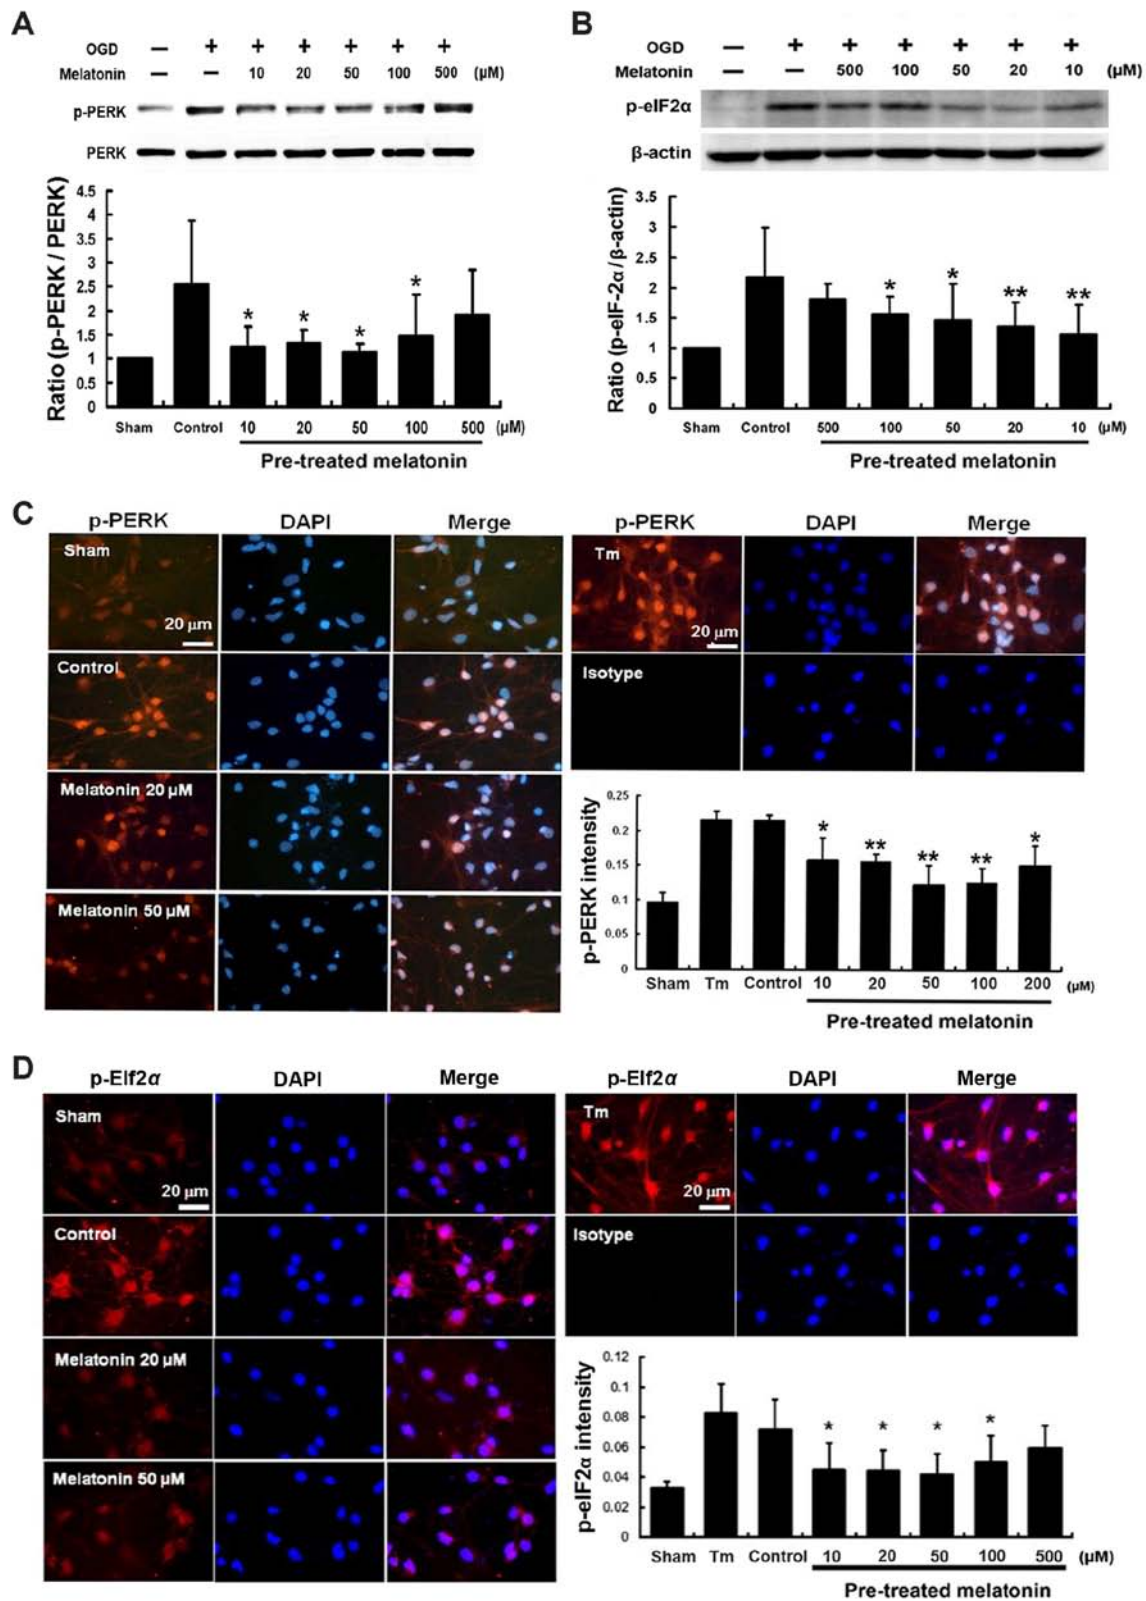 A
OGD — + + + + + +
Melatonin — — 10 20 50 100 500 (μM)
p-PERK
PERK
Ratio (p-PERK / PERK)
4.5
4
3.5
3
2.5
2
1.5
1
0.5
0
* * * *
Sham Control 10 20 50 100 500 (μM)
Pre-treated melatonin
B
OGD — + + + + + +
Melatonin — — 500 100 50 20 10 (μM)
p-eIF2α
β-actin
Ratio (p-eIF-2α/β-actin)
3.5
3
2.5
2
1.5
1
0.5
0
* * ** **
Sham Control 500 100 50 20 10 (μM)
Pre-treated melatonin
C
p-PERK DAPI Merge
Sham
20 μm
Control
Melatonin 20 μM
Melatonin 50 μM
p-PERK DAPI Merge
Tm
20 μm
Isotype
p-PERK intensity
0.25
0.2
0.15
0.1
0.05
0
* ** ** ** *
Sham Tm Control 10 20 50 100 200 (μM)
Pre-treated melatonin
D
p-Elf2α DAPI Merge
Sham
20 μm
Control
Melatonin 20 μM
Melatonin 50 μM
p-Elf2α DAPI Merge
Tm
20 μm
Isotype
p-eIF2α intensity
0.12
0.1
0.08
0.06
0.04
0.02
0
* * * *
Sham Tm Control 10 20 50 100 500 (μM)
Pre-treated melatonin